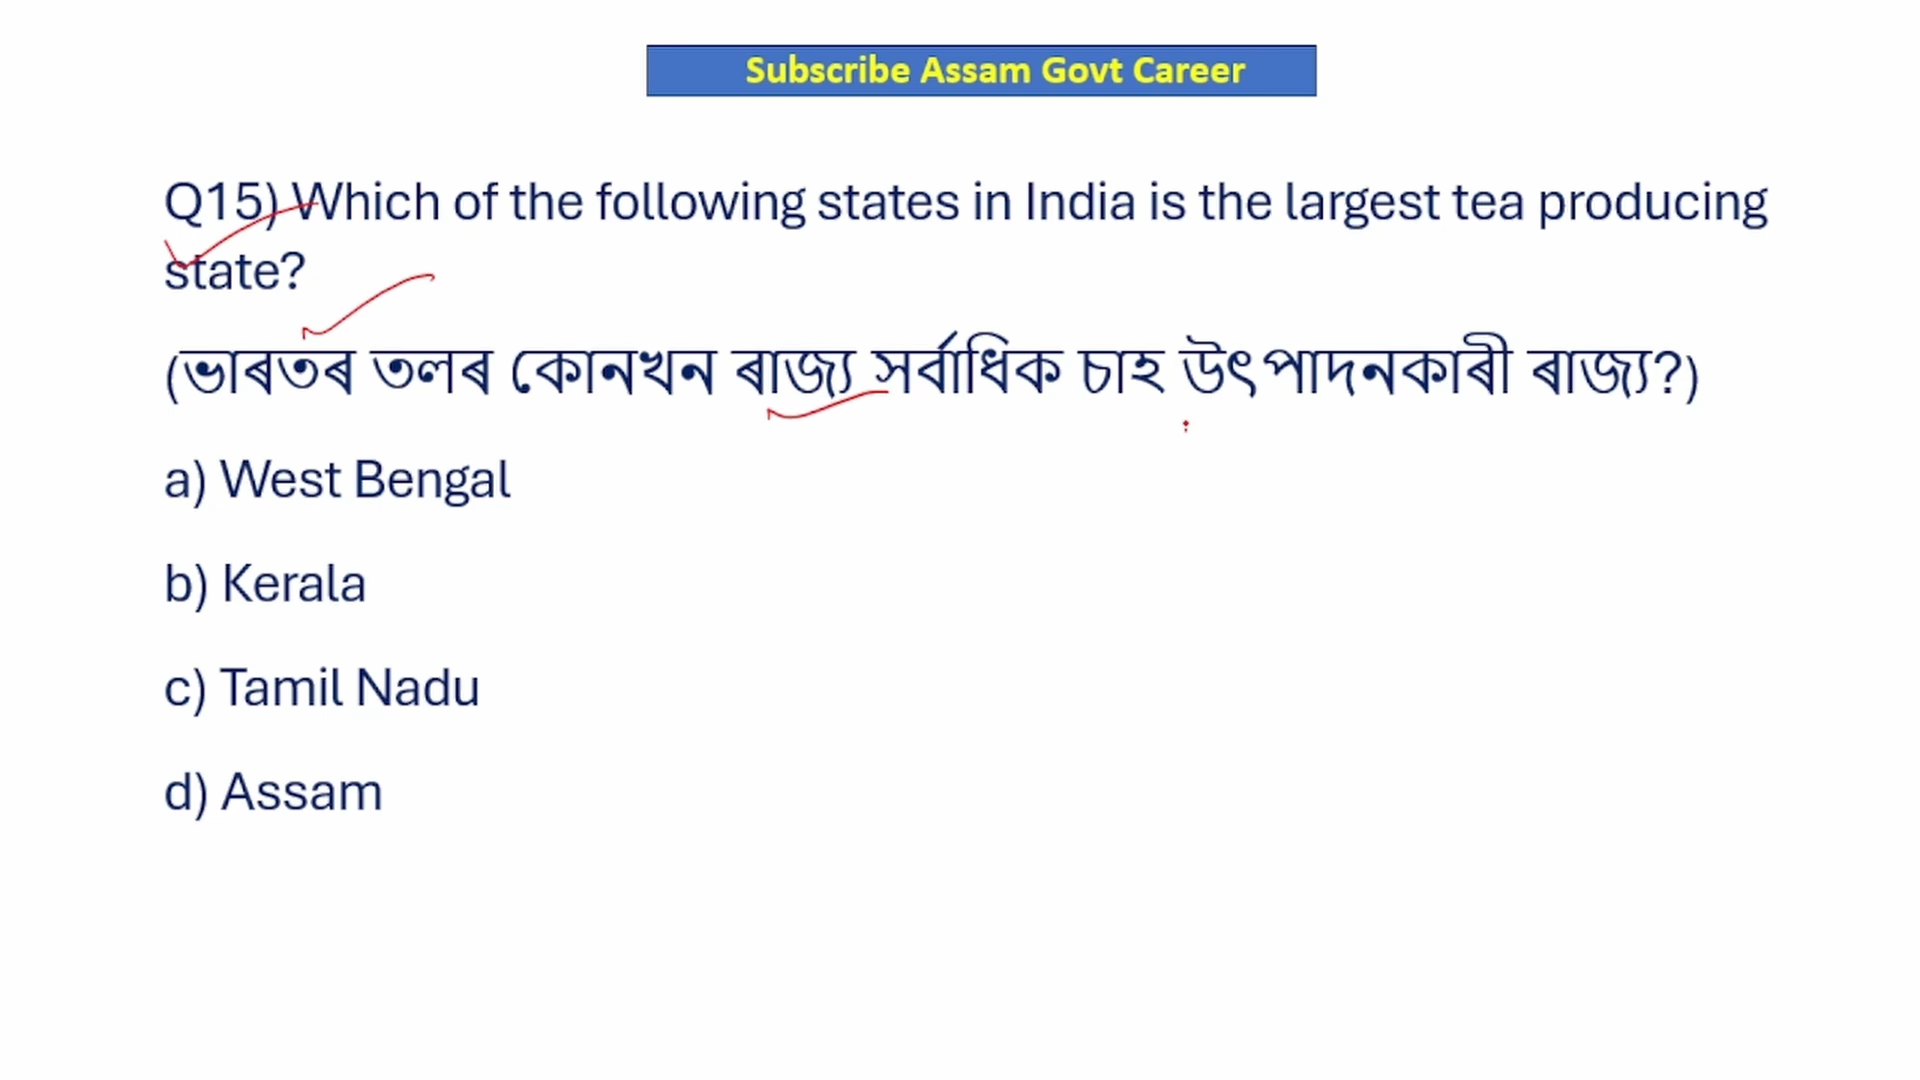 Subscribe Assam Govt Career
Q15) Which of the following states in India is the largest tea producing
state?
(ভাৰতৰ তলৰ কোনখন ৰাজ্য সৰ্বাধিক চাহ উৎপাদনকাৰী ৰাজ্য?)
a) West Bengal
b) Kerala
c) Tamil Nadu
d) Assam